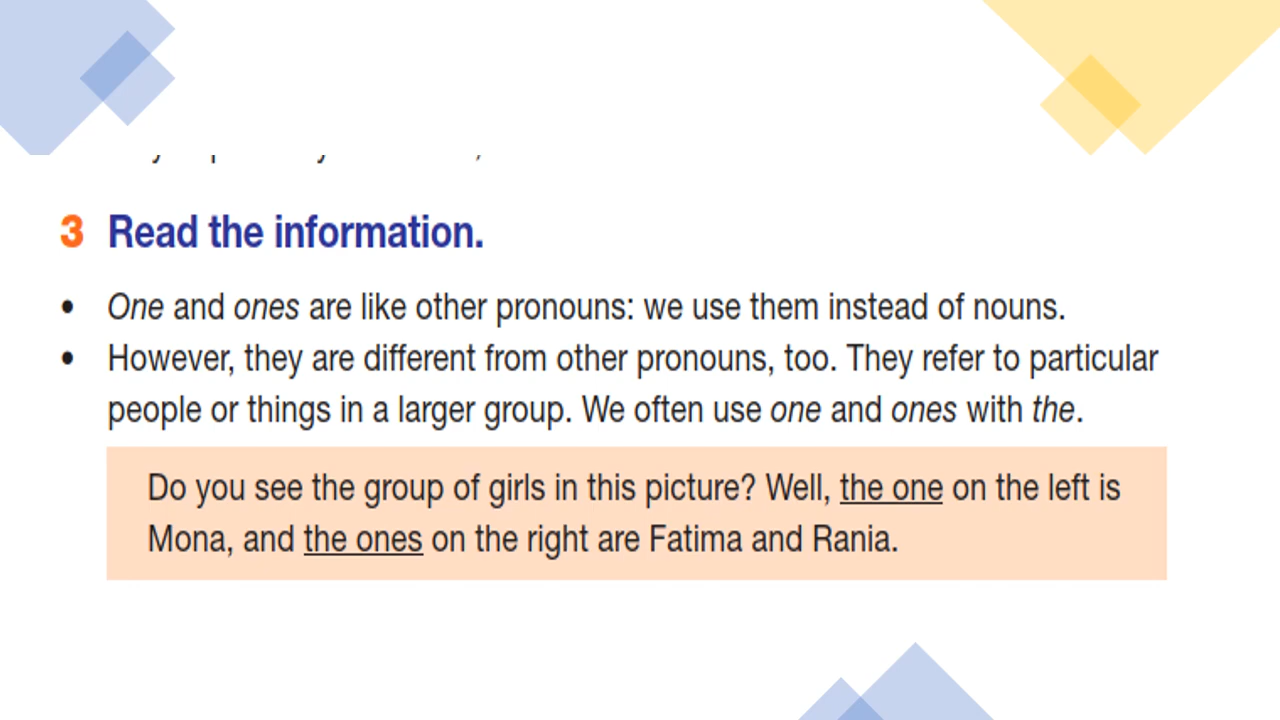 3 Read the information.
• One and ones are like other pronouns: we use them instead of nouns.
• However, they are different from other pronouns, too. They refer to particular
people or things in a larger group. We often use one and ones with the.
Do you see the group of girls in this picture? Well, the one on the left is
Mona, and the ones on the right are Fatima and Rania.